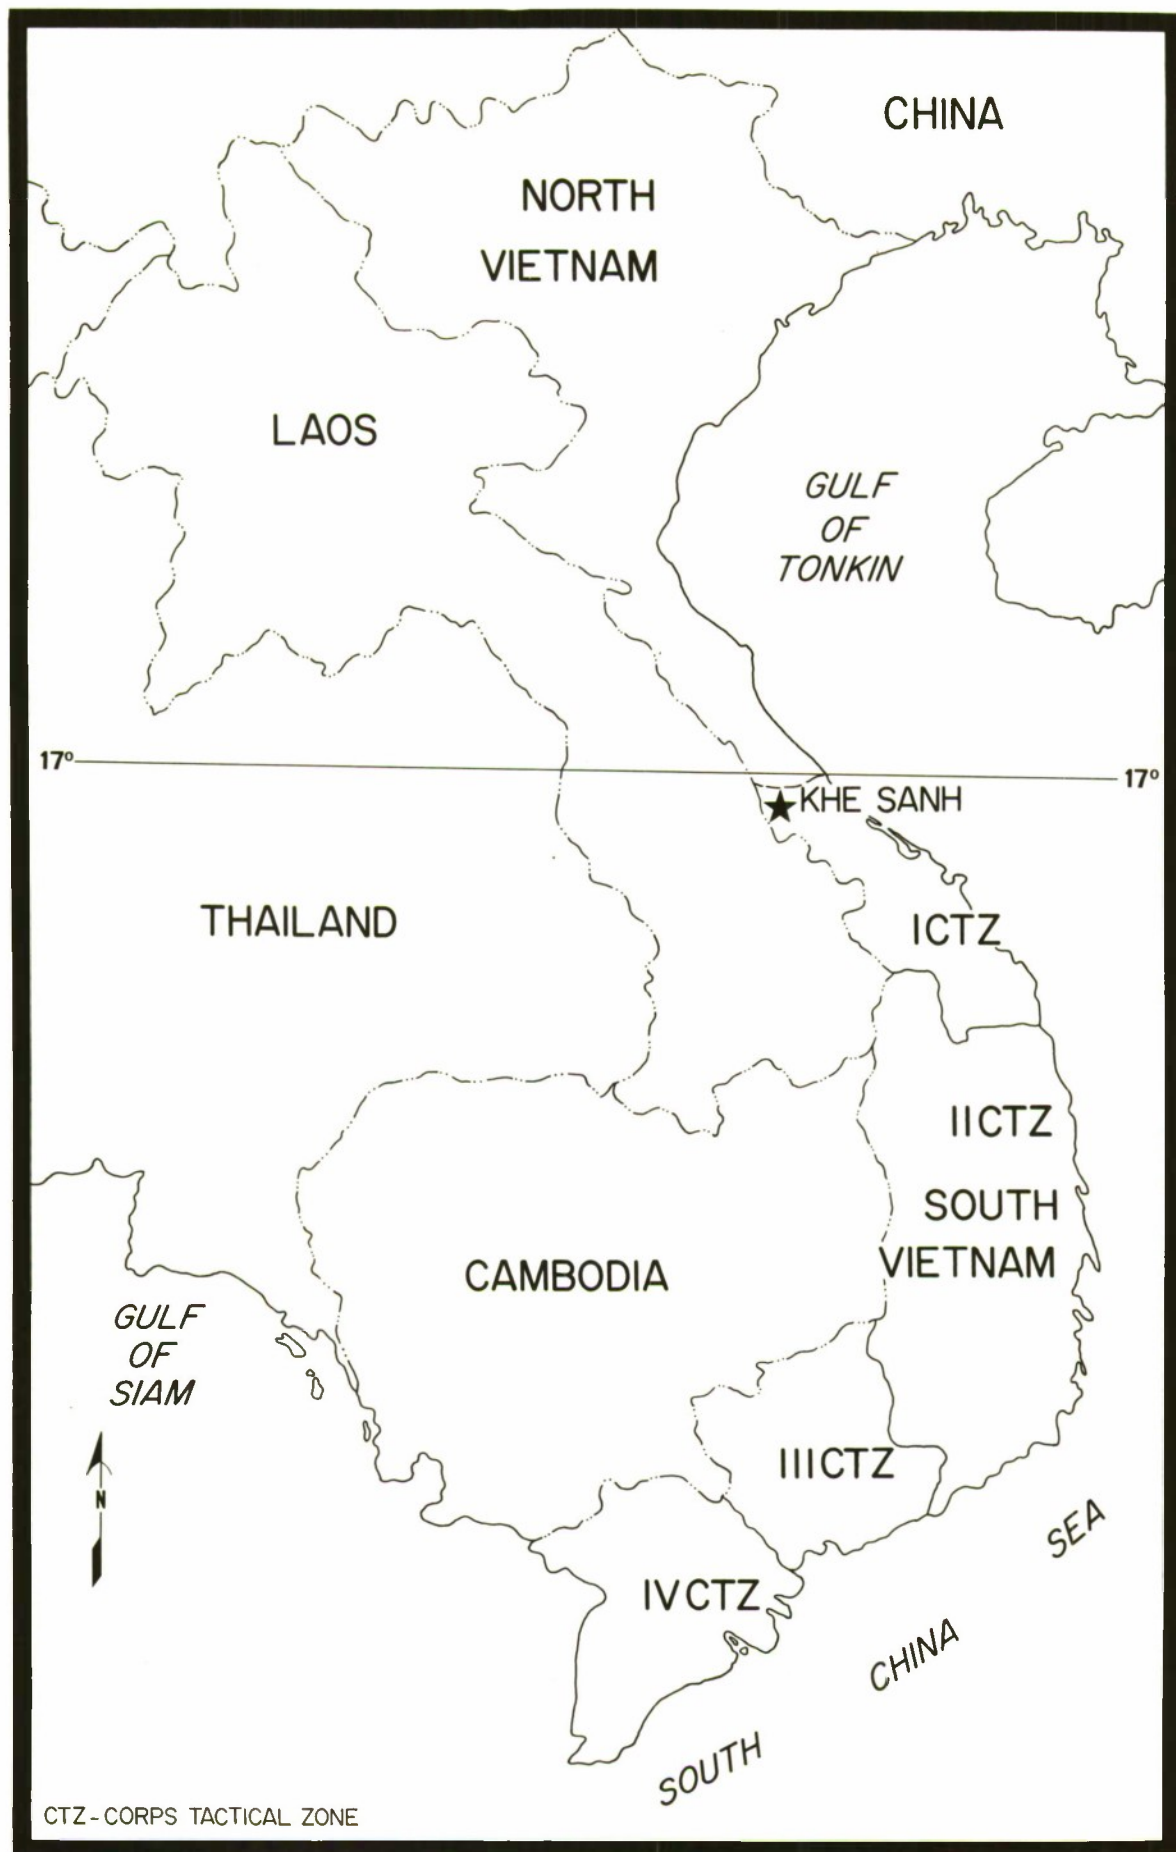 CHINA
NORTH
VIETNAM
LAOS
GULF
OF
TONKIN
17°
17°
KHE SANH
THAILAND
ICTZ
IICTZ
SOUTH
VIETNAM
CAMBODIA
GULF
OF
SIAM
IIICTZ
N
SEA
IVCTZ
CHINA
SOUTH
CTZ-CORPS TACTICAL ZONE